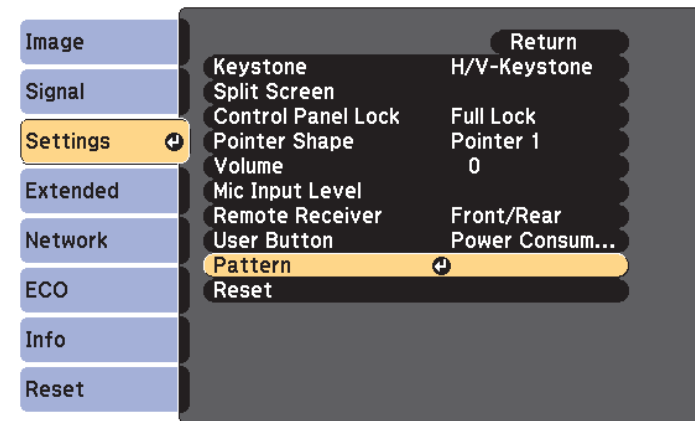 Image
Signal
Settings
Extended
Network
ECO
Info
Reset
Return
Keystone H/V-Keystone
Split Screen
Control Panel Lock Full Lock
Pointer Shape Pointer 1
Volume 0
Mic Input Level
Remote Receiver Front/Rear
User Button Power Consum...
Pattern
Reset